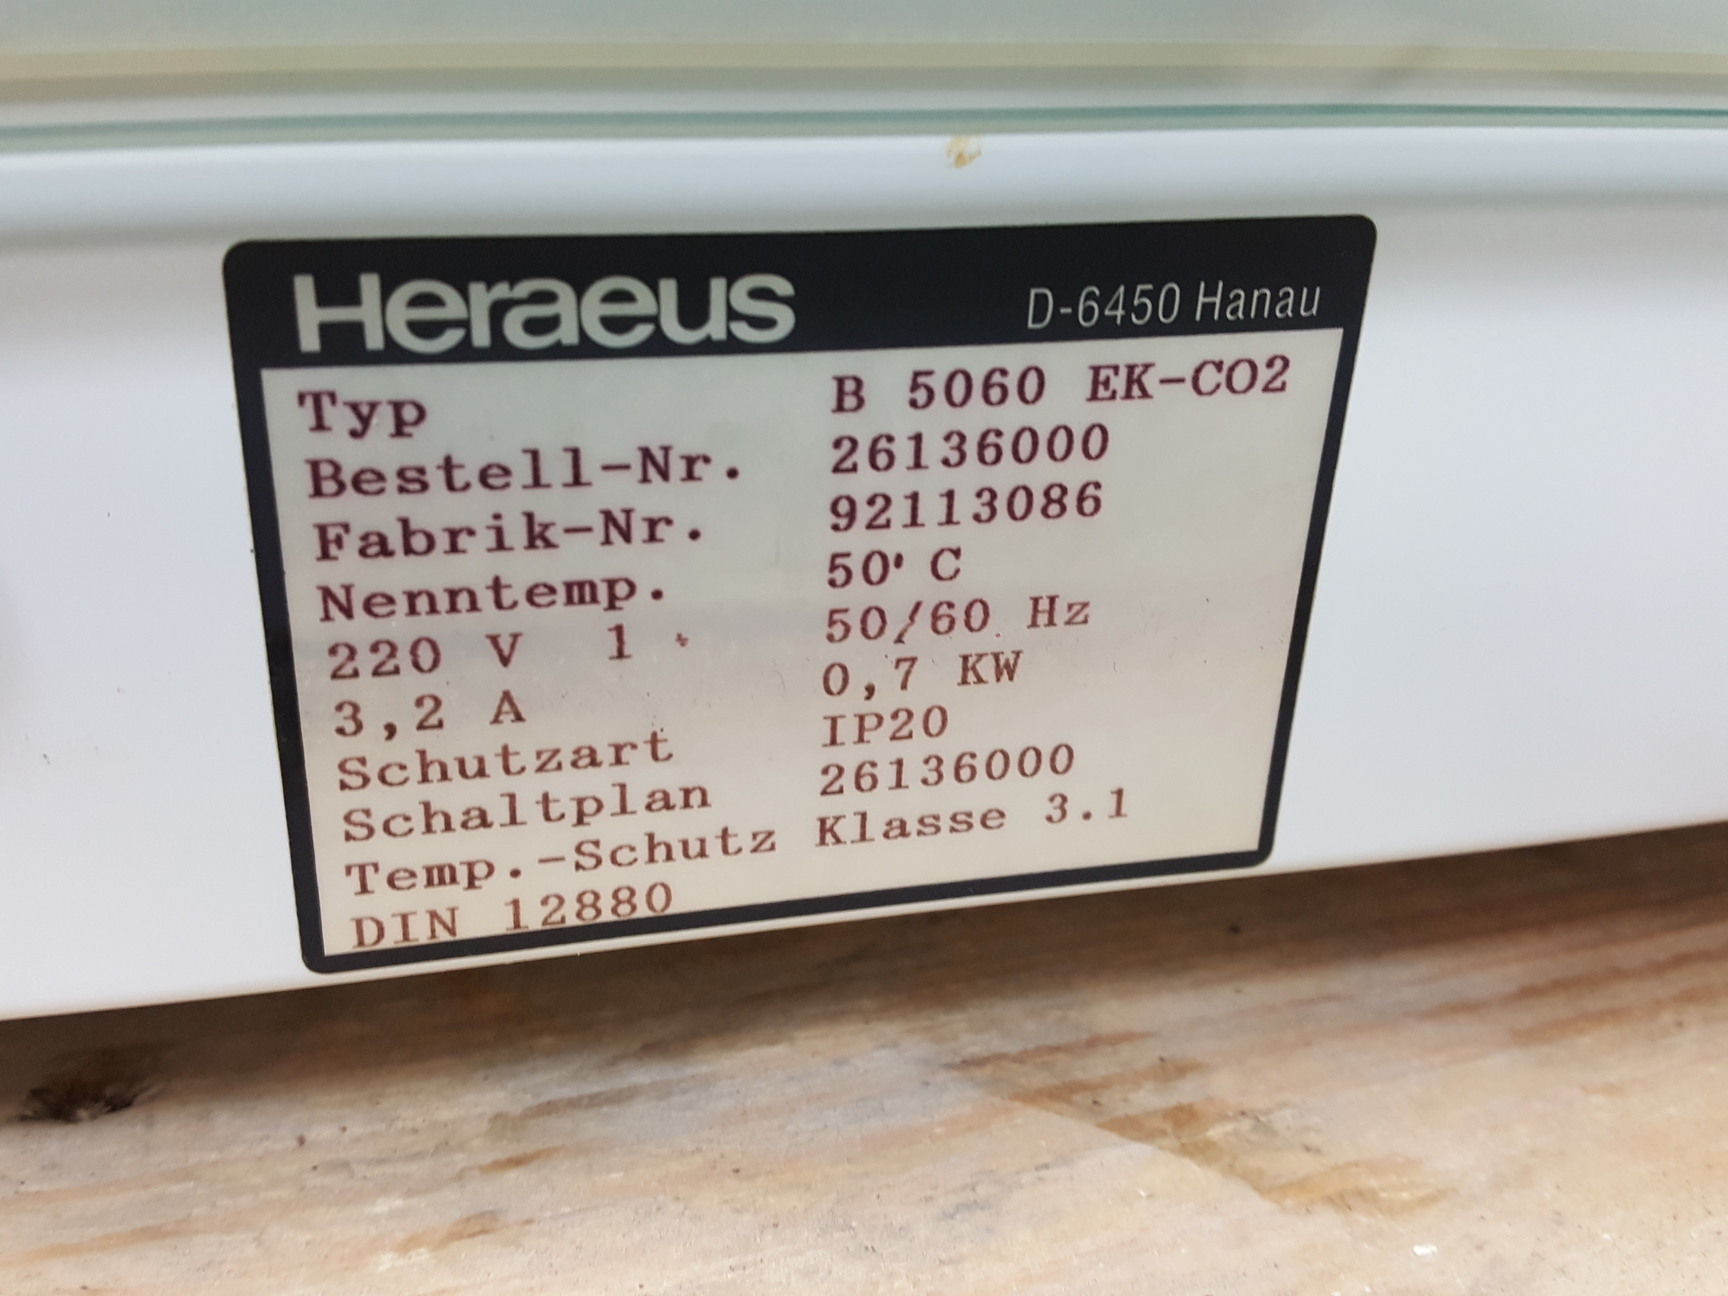 Heraeus D-6450 Hanau
Typ B 5060 EK-CO2
Bestell-Nr. 26136000
Fabrik-Nr. 92113086
Nenntemp. 50° C
220 V 1 50/60 Hz
3,2 A 0,7 KW
Schutzart IP20
Schaltplan 26136000
Temp.-Schutz Klasse 3.1
DIN 12880